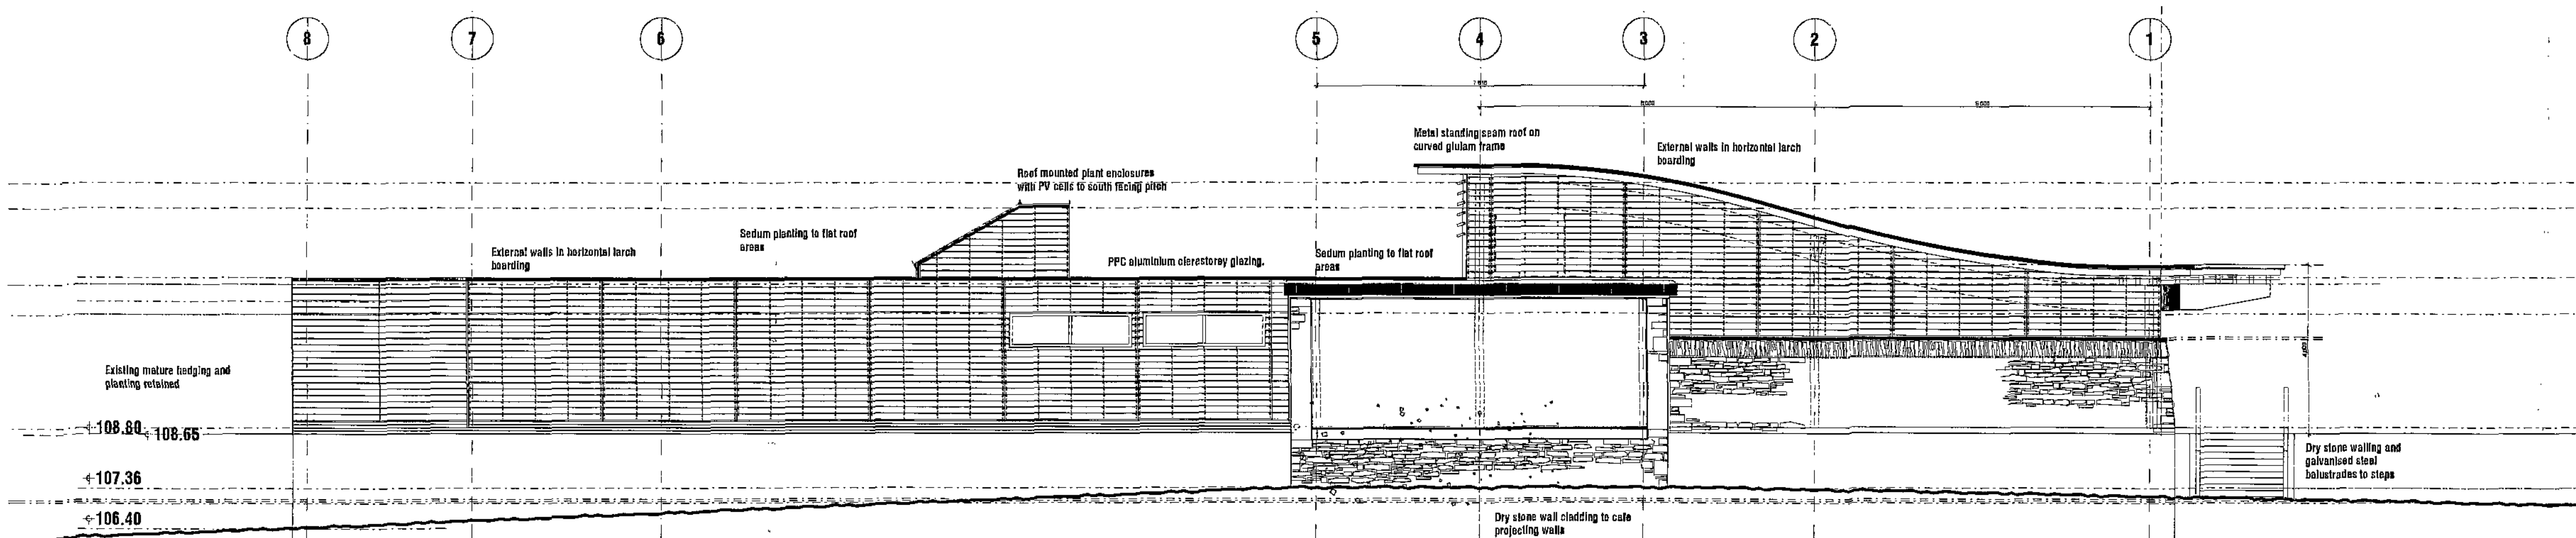 8 7 6 5 4 3 2 1
Metal standing seam roof on
curved glulam frame
External walls in horizontal larch
boarding
Roof mounted plant enclosures
with PV cells to south facing pitch
Sedum planting to flat roof
areas
External walls in horizontal larch
boarding
PPC aluminium clerestorey glazing.
Sedum planting to flat roof
areas
Existing mature hedging and
planting retained
108.80
108.65
107.36
106.40
Dry stone walling and
galvanised steel
balustrades to steps
Dry stone wall cladding to cafe
projecting walls